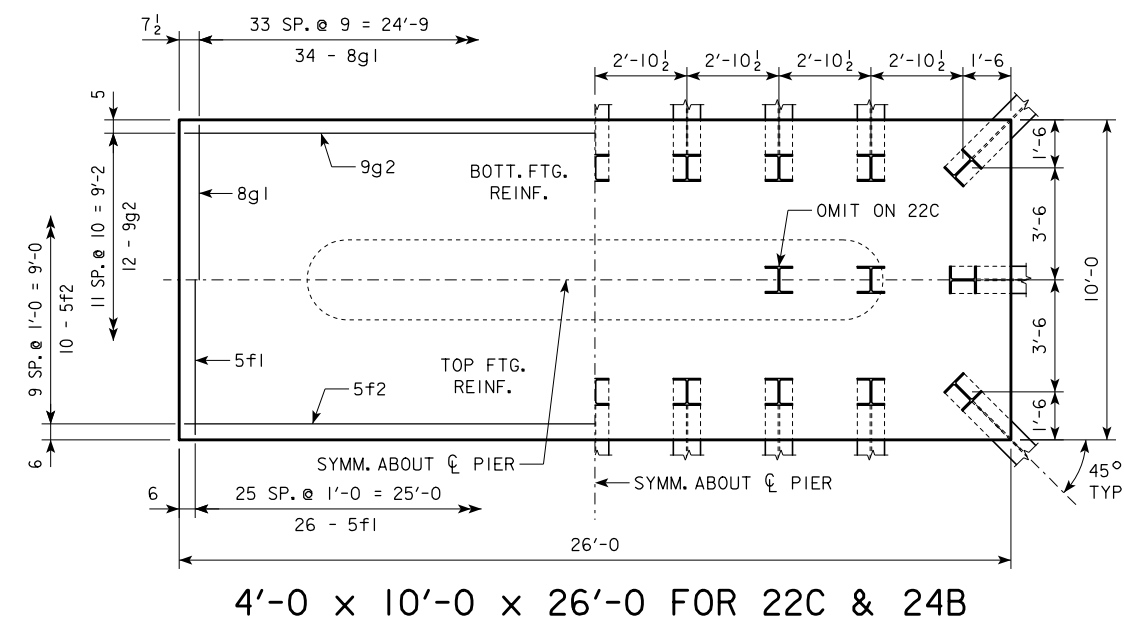 7½
33 SP. @ 9 = 24'-9
34 - 8g1
2'-10½
2'-10½
2'-10½
2'-10½
1'-6
5
11 SP. @ 10 = 9'-2
12 - 9g2
9g2
BOTT. FTG.
REINF.
8g1
OMIT ON 22C
1'-6
3'-6
10'-0
3'-6
1'-6
9 SP. @ 1'-0 = 9'-0
10 - 5f2
6
5f1
TOP FTG.
REINF.
5f2
SYMM. ABOUT ℄ PIER
SYMM. ABOUT ℄ PIER
45°
TYP
6
25 SP. @ 1'-0 = 25'-0
26 - 5f1
26'-0
4'-0 x 10'-0 x 26'-0 FOR 22C & 24B